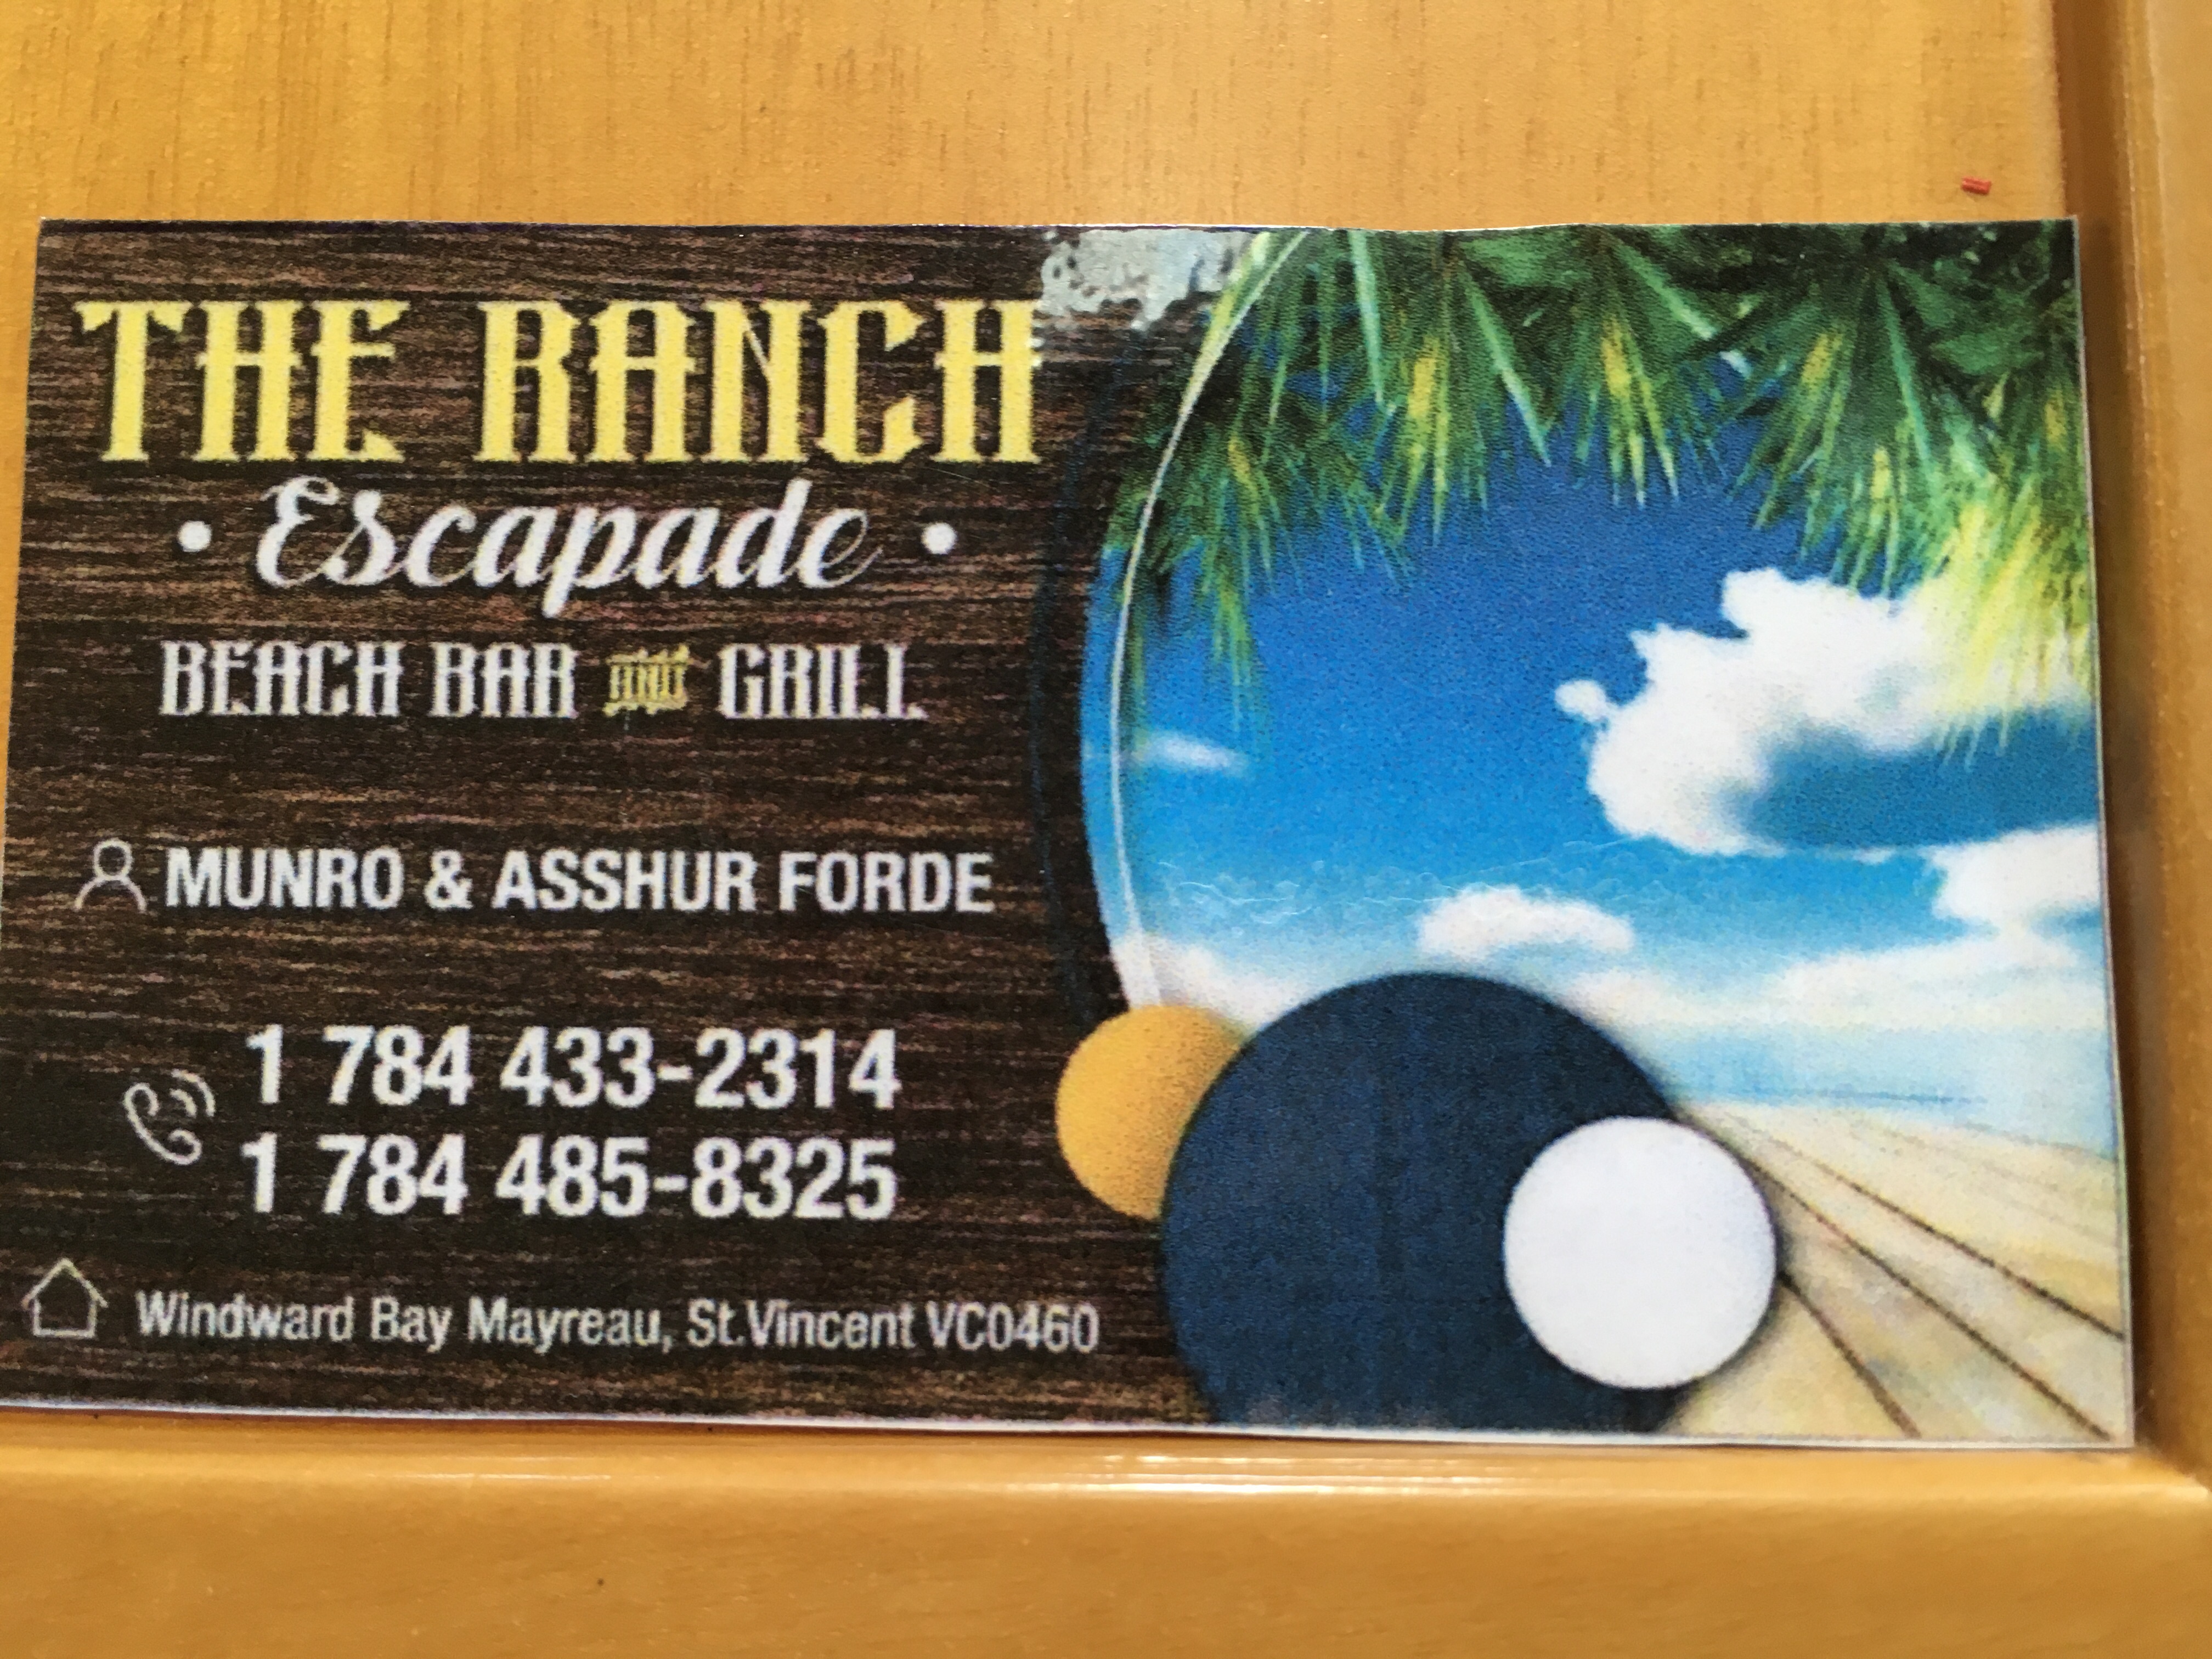 THE RANCH
• Escapade •
BEACH BAR AND GRILL
MUNRO & ASSHUR FORDE
1 784 433-2314
1 784 485-8325
Windward Bay Mayreau, St.Vincent VC0460